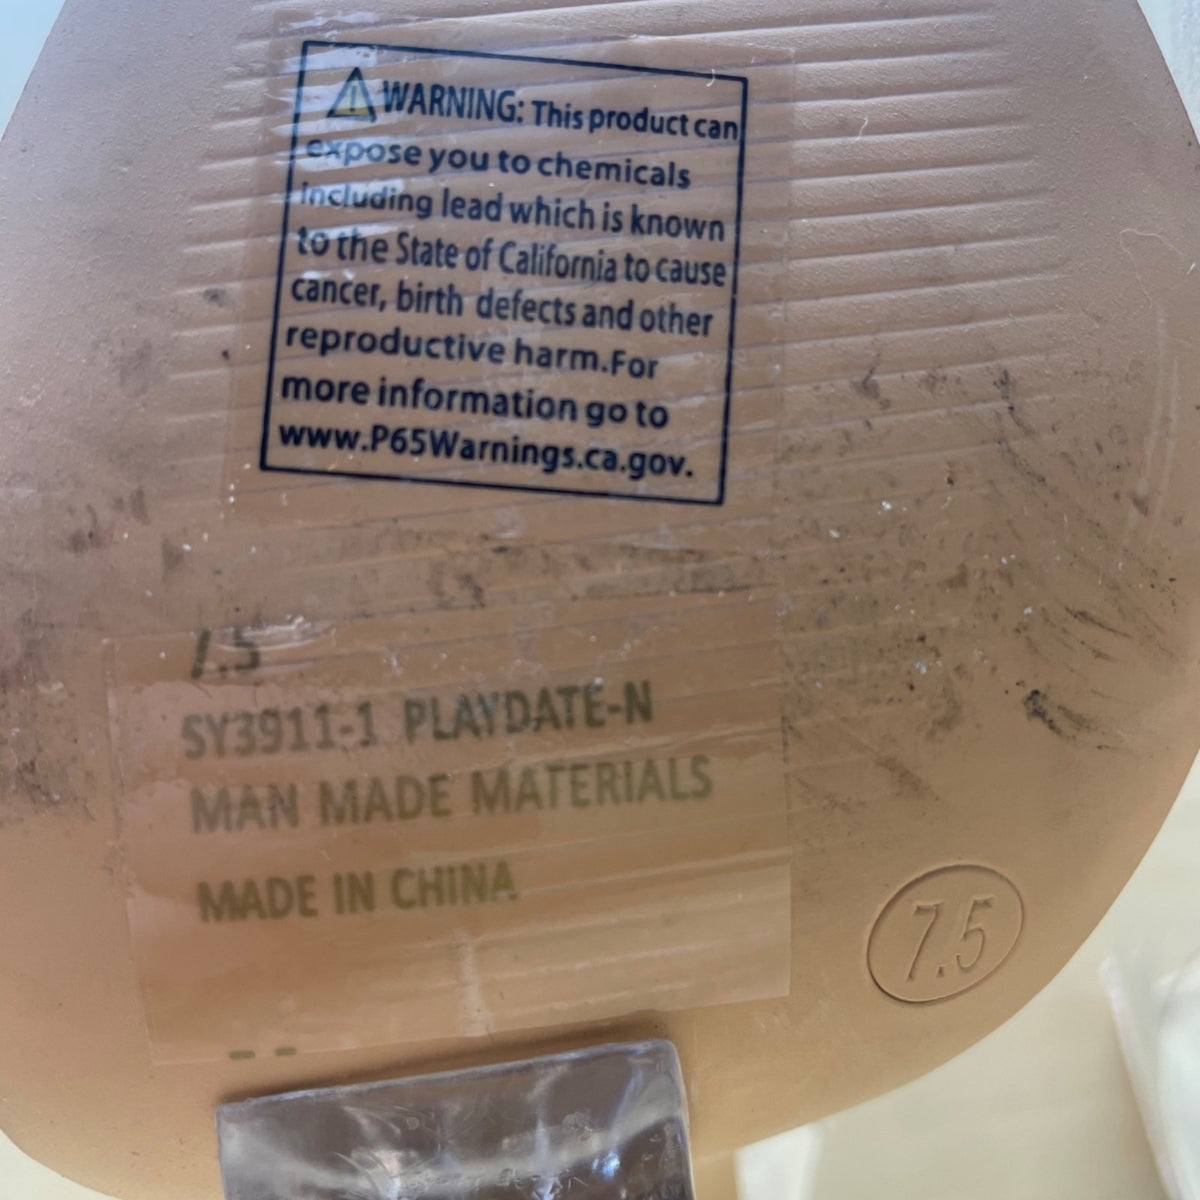 WARNING: This product can
expose you to chemicals
including lead which is known
to the State of California to cause
cancer, birth defects and other
reproductive harm.For
more information go to
www.P65Warnings.ca.gov.
7.5
SY3911-1 PLAYDATE-N
MAN MADE MATERIALS
MADE IN CHINA
7.5